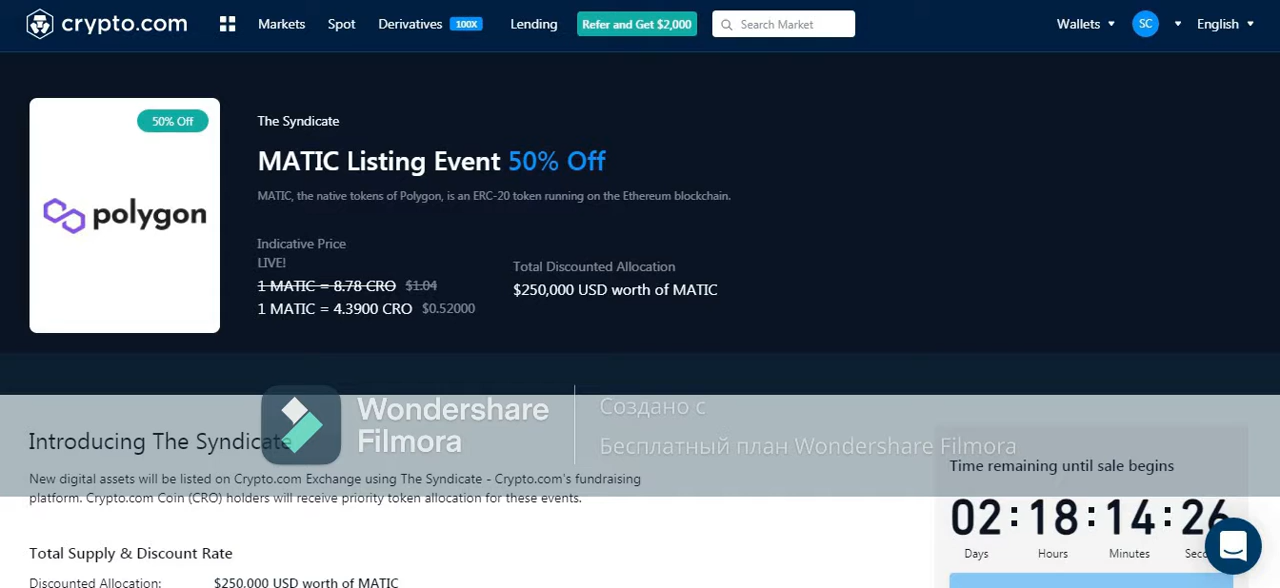 crypto.com
Markets
Spot
Derivatives 100X
Lending
Refer and Get $2,000
Search Market
Wallets
SC
English
50% Off
polygon
The Syndicate
MATIC Listing Event 50% Off
MATIC, the native tokens of Polygon, is an ERC-20 token running on the Ethereum blockchain.
Indicative Price
LIVE!
1 MATIC = 8.78 CRO $1.04
1 MATIC = 4.3900 CRO $0.52000
Total Discounted Allocation
$250,000 USD worth of MATIC
Wondershare
Filmora
Создано с
Бесплатный план Wondershare Filmora
Introducing The Syndicate
New digital assets will be listed on Crypto.com Exchange using The Syndicate - Crypto.com's fundraising
platform. Crypto.com Coin (CRO) holders will receive priority token allocation for these events.
Total Supply & Discount Rate
Discounted Allocation: $250,000 USD worth of MATIC
Time remaining until sale begins
02:18:14:26
Days Hours Minutes